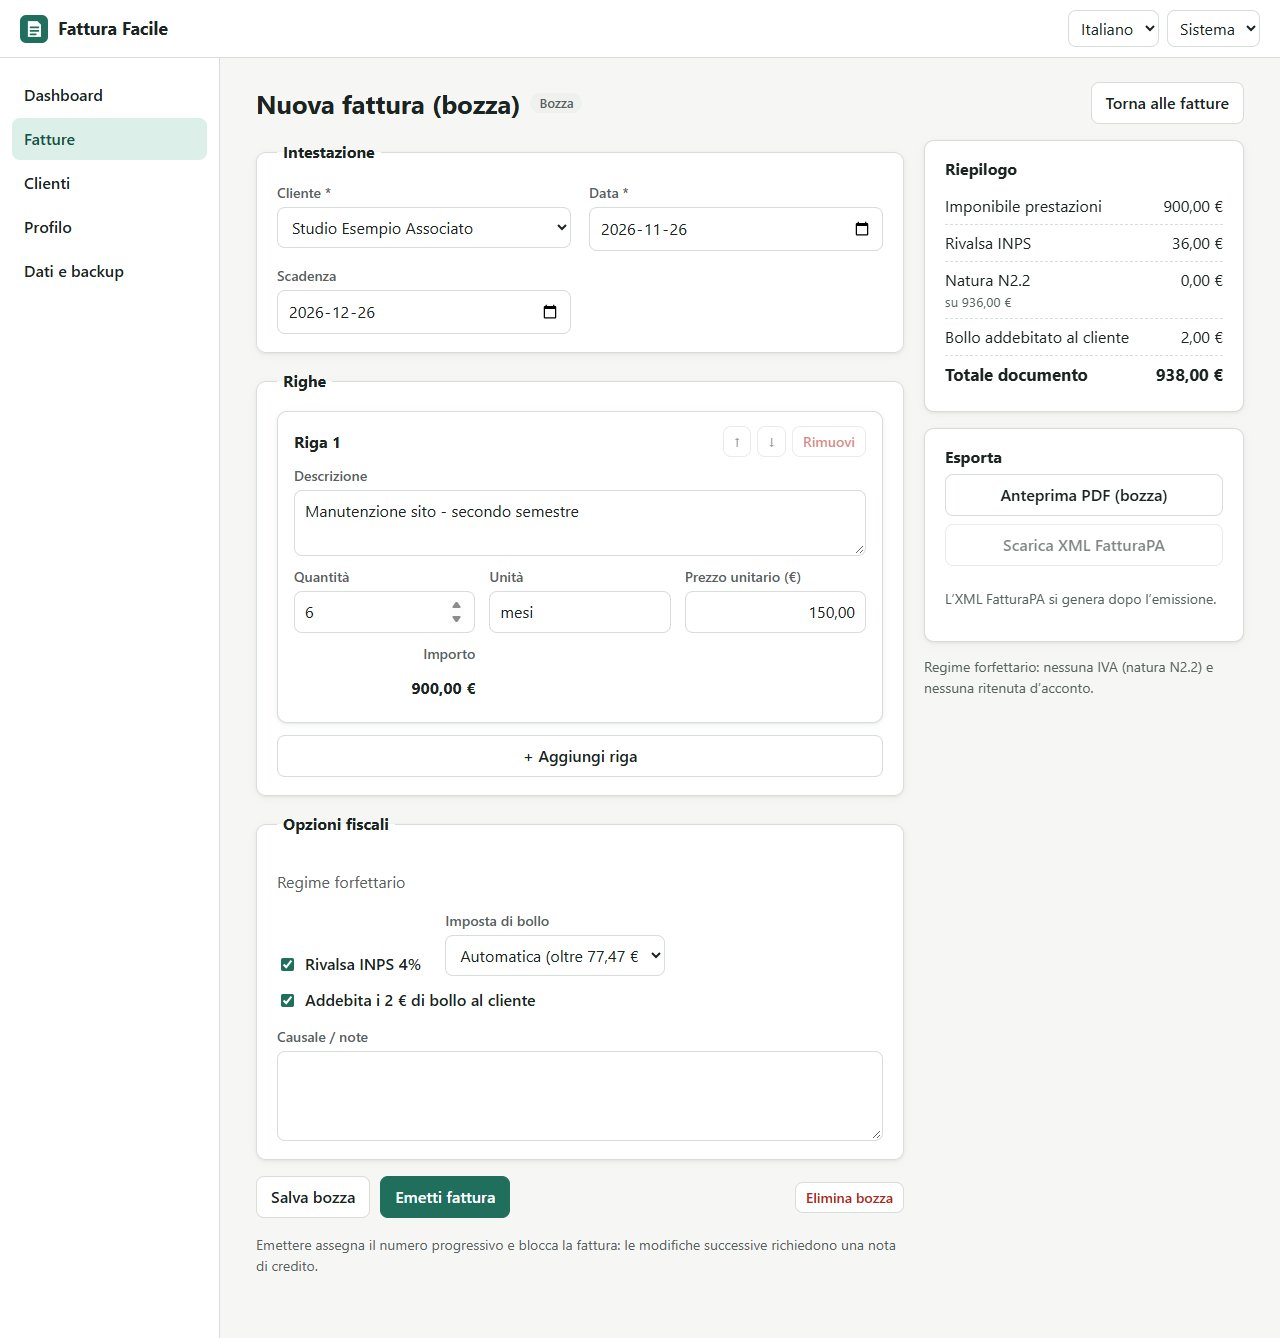 Fattura Facile
Italiano
Sistema
Dashboard
Fatture
Clienti
Profilo
Dati e backup
Nuova fattura (bozza)
Bozza
Torna alle fatture
Intestazione
Cliente *
Data *
Studio Esempio Associato
2026-11-26
Scadenza
2026-12-26
Righe
Riga 1
↑
↓
Rimuovi
Descrizione
Manutenzione sito - secondo semestre
Quantità
Unità
Prezzo unitario (€)
6
mesi
150,00
Importo
900,00 €
+ Aggiungi riga
Opzioni fiscali
Regime forfettario
Imposta di bollo
Rivalsa INPS 4%
Automatica (oltre 77,47 €
Addebita i 2 € di bollo al cliente
Causale / note
Salva bozza
Emetti fattura
Elimina bozza
Emettere assegna il numero progressivo e blocca la fattura: le modifiche successive richiedono una nota
di credito.
Riepilogo
Imponibile prestazioni 900,00 €
Rivalsa INPS 36,00 €
Natura N2.2 0,00 €
su 936,00 €
Bollo addebitato al cliente 2,00 €
Totale documento 938,00 €
Esporta
Anteprima PDF (bozza)
Scarica XML FatturaPA
L’XML FatturaPA si genera dopo l’emissione.
Regime forfettario: nessuna IVA (natura N2.2) e
nessuna ritenuta d’acconto.